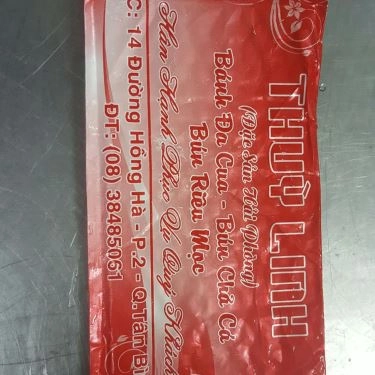 THUỲ LINH
(Đặc Sản Hải Phòng)
Bánh Đa Cua - Bún Chả Cá
Bún Riêu Mọc
Hân Hạnh Phục Vụ Quý Khách
C: 14 Đường Hồng Hà - P.2 - Q.Tân Bì
ĐT: (08) 38485061